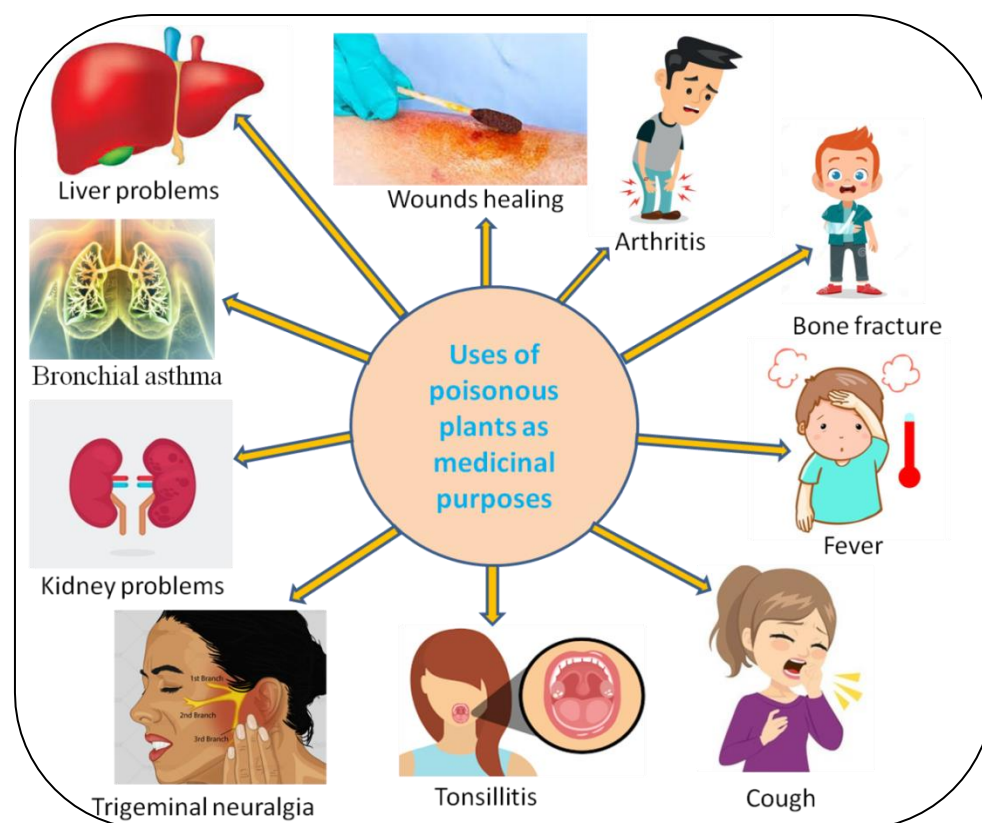 Liver problems
Wounds healing
Arthritis
Bone fracture
Bronchial asthma
Uses of
poisonous
plants as
medicinal
purposes
Fever
Kidney problems
1st Branch
2nd Branch
3rd Branch
Trigeminal neuralgia
Tonsillitis
Cough